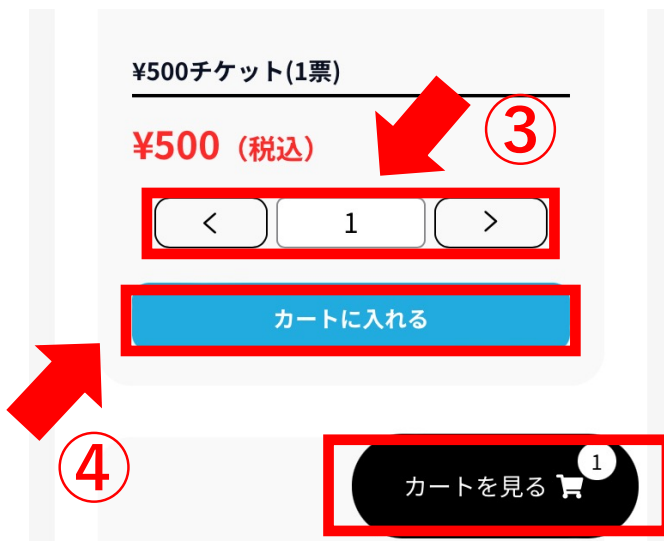 ¥500チケット(1票)
③
¥500（税込）
< 1 >
カートに入れる
④
カートを見る 1